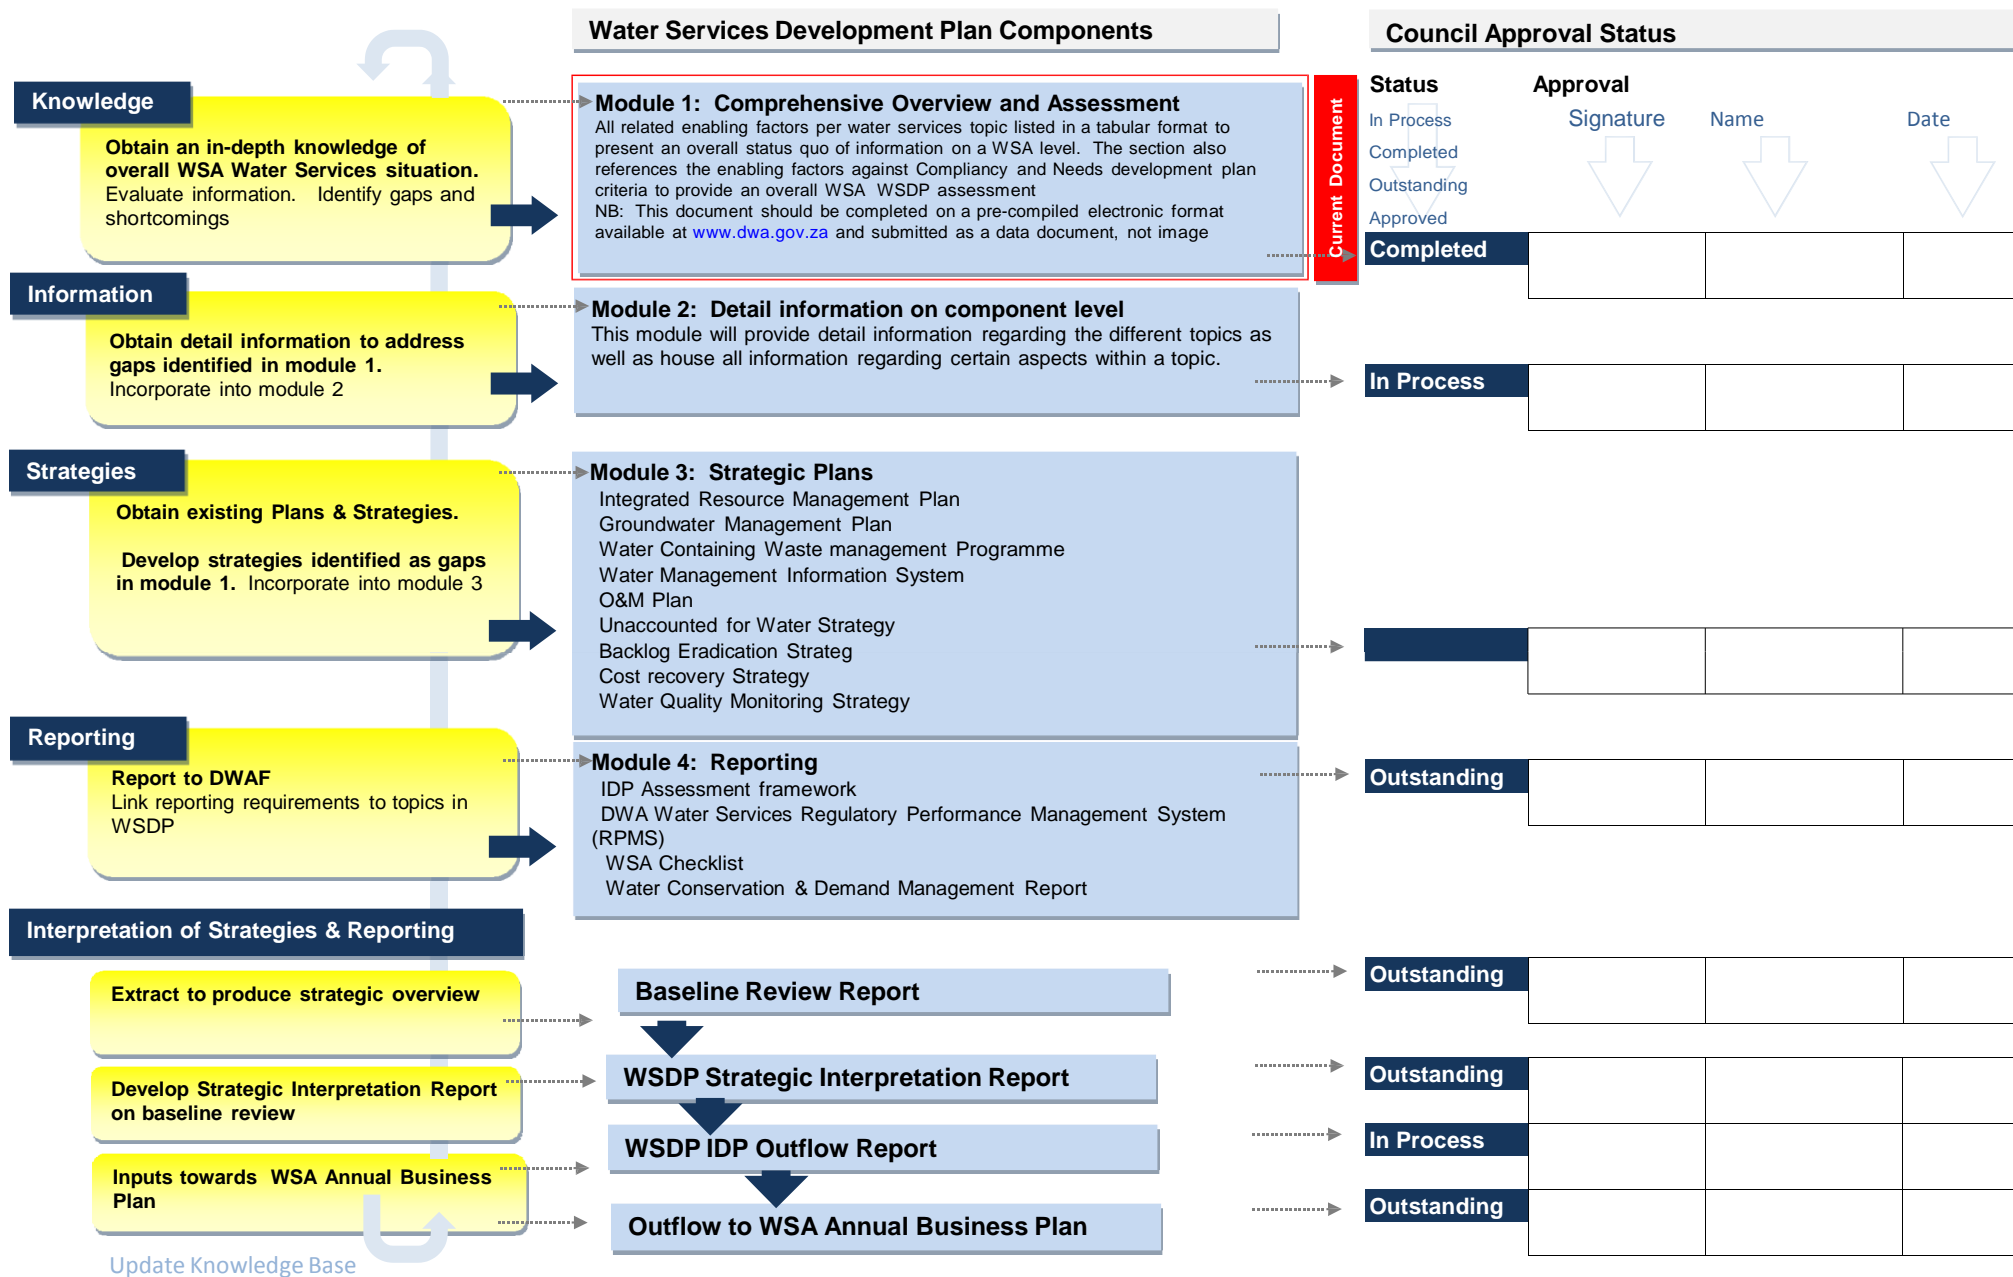 Water Services Development Plan Components
Council Approval Status
Knowledge
Obtain an in-depth knowledge of
overall WSA Water Services situation.
Evaluate information. Identify gaps and
shortcomings
Module 1: Comprehensive Overview and Assessment
All related enabling factors per water services topic listed in a tabular format to
present an overall status quo of information on a WSA level. The section also
references the enabling factors against Compliancy and Needs development plan
criteria to provide an overall WSA WSDP assessment
NB: This document should be completed on a pre-compiled electronic format
available at www.dwa.gov.za and submitted as a data document, not image
Current Document
Status
Approval
In Process
Completed
Outstanding
Approved
Signature
Name
Date
Completed
Information
Obtain detail information to address
gaps identified in module 1.
Incorporate into module 2
Module 2: Detail information on component level
This module will provide detail information regarding the different topics as
well as house all information regarding certain aspects within a topic.
In Process
Strategies
Obtain existing Plans & Strategies.
Develop strategies identified as gaps
in module 1. Incorporate into module 3
Module 3: Strategic Plans
Integrated Resource Management Plan
Groundwater Management Plan
Water Containing Waste management Programme
Water Management Information System
O&M Plan
Unaccounted for Water Strategy
Backlog Eradication Strateg
Cost recovery Strategy
Water Quality Monitoring Strategy
Reporting
Report to DWAF
Link reporting requirements to topics in
WSDP
Module 4: Reporting
IDP Assessment framework
DWA Water Services Regulatory Performance Management System
(RPMS)
WSA Checklist
Water Conservation & Demand Management Report
Outstanding
Interpretation of Strategies & Reporting
Extract to produce strategic overview
Baseline Review Report
Outstanding
Develop Strategic Interpretation Report
on baseline review
WSDP Strategic Interpretation Report
Outstanding
Inputs towards WSA Annual Business
Plan
WSDP IDP Outflow Report
In Process
Outflow to WSA Annual Business Plan
Outstanding
Update Knowledge Base